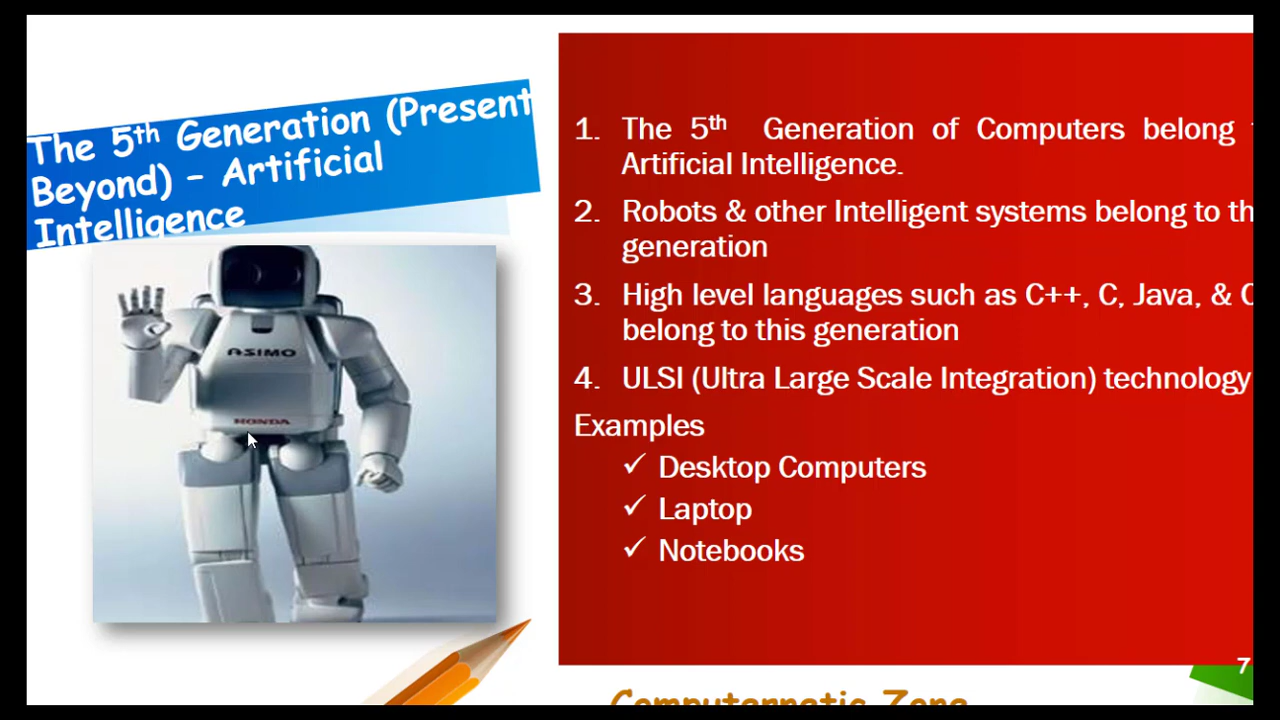 The 5th Generation (Present
Beyond) – Artificial
Intelligence
ASIMO
HONDA
1. The 5th Generation of Computers belong
Artificial Intelligence.
2. Robots & other Intelligent systems belong to
generation
3. High level languages such as C++, C, Java, &
belong to this generation
4. ULSI (Ultra Large Scale Integration) technology
Examples
✓ Desktop Computers
✓ Laptop
✓ Notebooks
7
Computernetic Zone